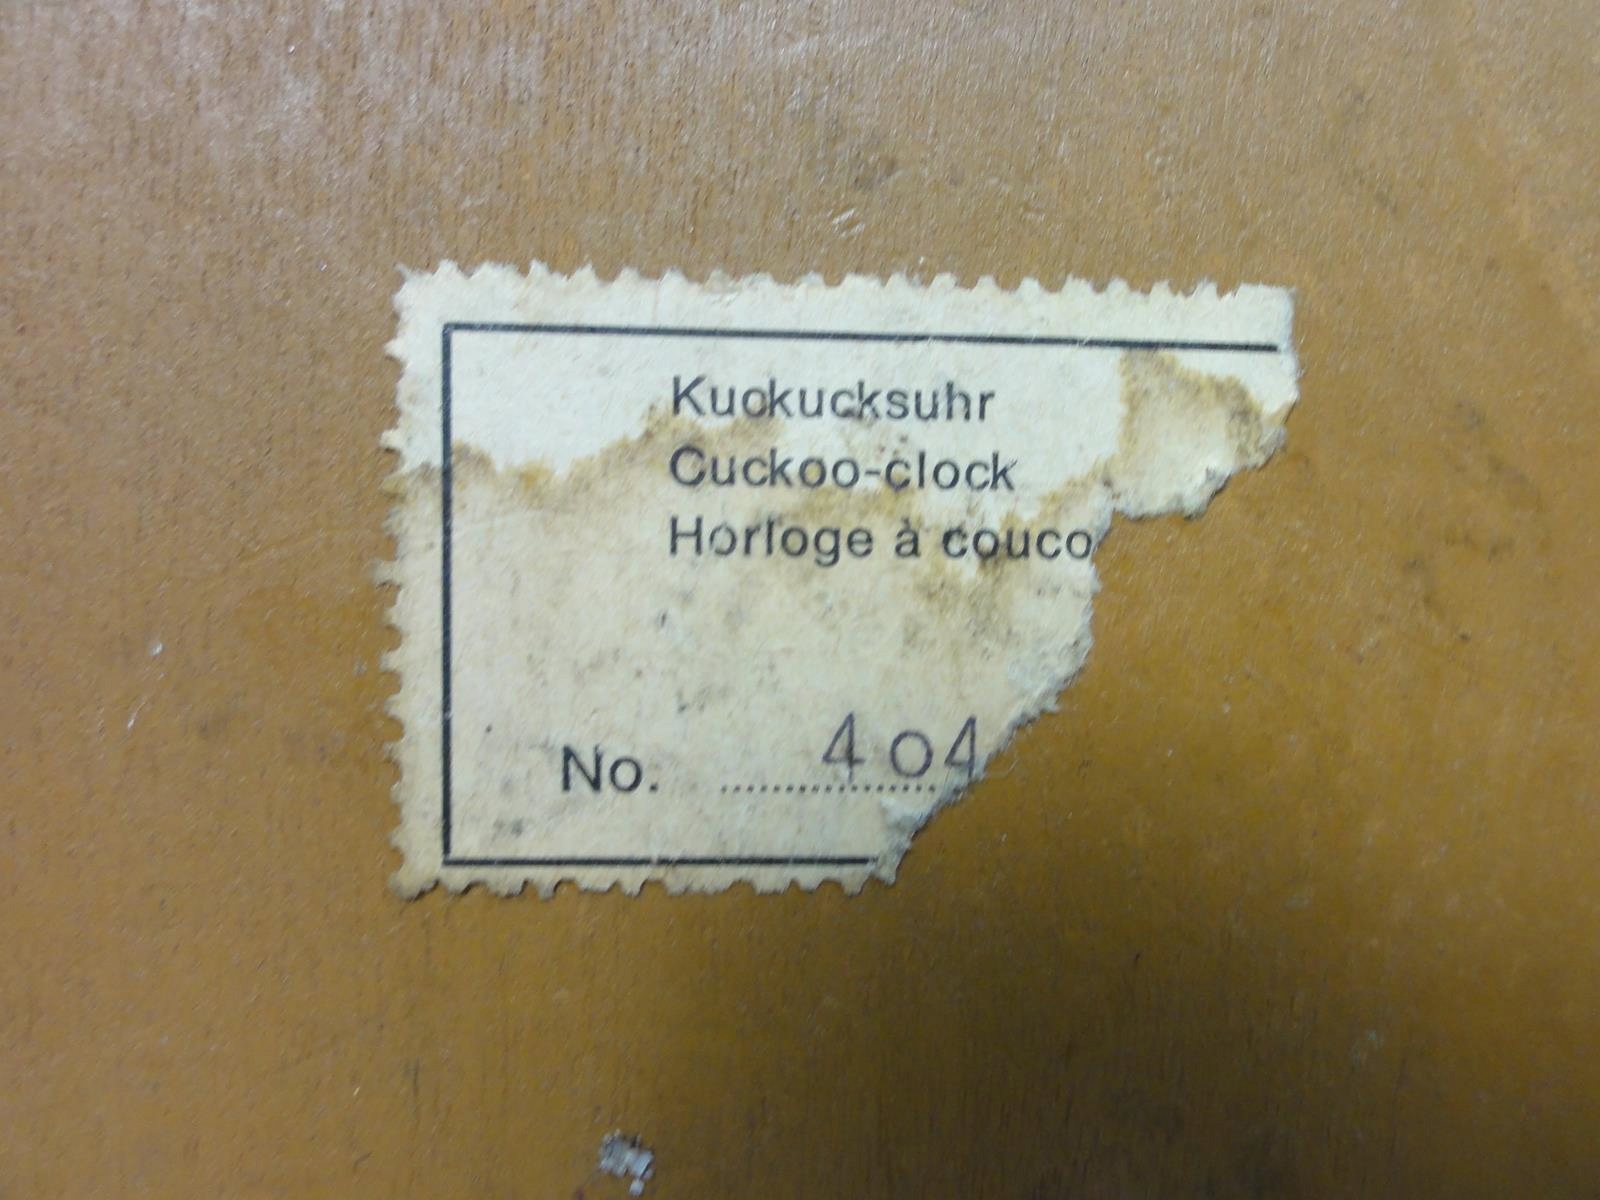 Kuckucksuhr
Cuckoo-clock
Horloge à couco
No. 404